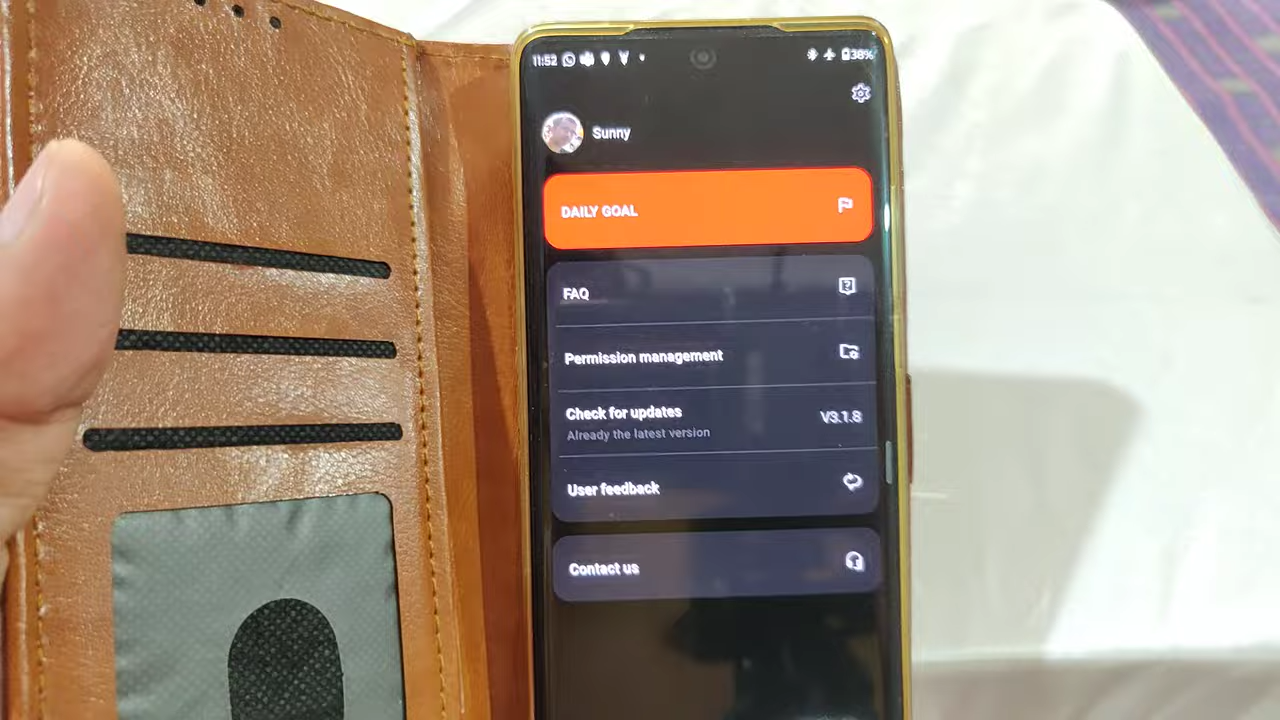 11:52 38%
Sunny
DAILY GOAL
FAQ
Permission management
Check for updates V3.1.8
Already the latest version
User feedback
Contact us